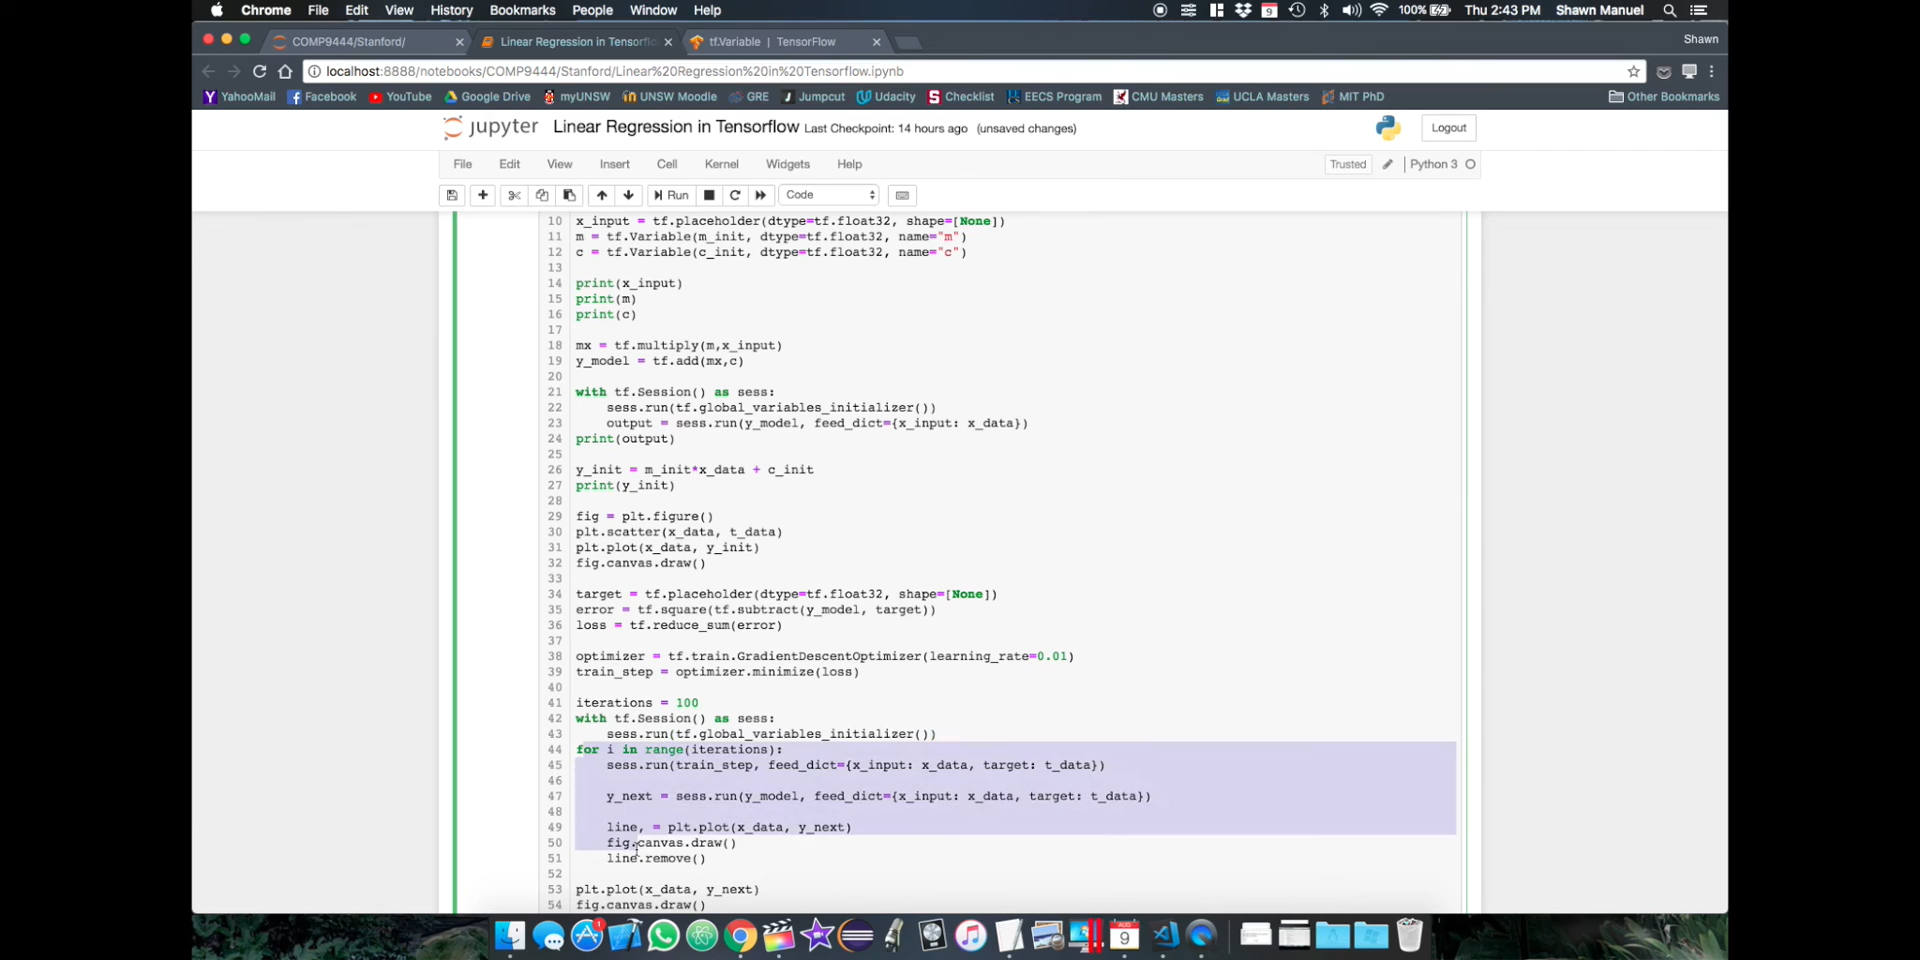 Chrome File Edit View History Bookmarks People Window Help 9 100% Thu 2:43 PM Shawn Manuel
COMP9444/Stanford/ Linear Regression in Tensorflo tf.Variable | TensorFlow Shawn
localhost:8888/notebooks/COMP9444/Stanford/Linear%20Regression%20in%20Tensorflow.ipynb
YahooMail Facebook YouTube Google Drive myUNSW UNSW Moodle GRE Jumpcut Udacity Checklist EECS Program CMU Masters UCLA Masters MIT PhD Other Bookmarks
jupyter Linear Regression in Tensorflow Last Checkpoint: 14 hours ago (unsaved changes) Logout
File Edit View Insert Cell Kernel Widgets Help Trusted Python 3
Run Code
10 x_input = tf.placeholder(dtype=tf.float32, shape=[None])
11 m = tf.Variable(m_init, dtype=tf.float32, name="m")
12 c = tf.Variable(c_init, dtype=tf.float32, name="c")
13
14 print(x_input)
15 print(m)
16 print(c)
17
18 mx = tf.multiply(m,x_input)
19 y_model = tf.add(mx,c)
20
21 with tf.Session() as sess:
22 sess.run(tf.global_variables_initializer())
23 output = sess.run(y_model, feed_dict={x_input: x_data})
24 print(output)
25
26 y_init = m_init*x_data + c_init
27 print(y_init)
28
29 fig = plt.figure()
30 plt.scatter(x_data, t_data)
31 plt.plot(x_data, y_init)
32 fig.canvas.draw()
33
34 target = tf.placeholder(dtype=tf.float32, shape=[None])
35 error = tf.square(tf.subtract(y_model, target))
36 loss = tf.reduce_sum(error)
37
38 optimizer = tf.train.GradientDescentOptimizer(learning_rate=0.01)
39 train_step = optimizer.minimize(loss)
40
41 iterations = 100
42 with tf.Session() as sess:
43 sess.run(tf.global_variables_initializer())
44 for i in range(iterations):
45 sess.run(train_step, feed_dict={x_input: x_data, target: t_data})
46
47 y_next = sess.run(y_model, feed_dict={x_input: x_data, target: t_data})
48
49 line, = plt.plot(x_data, y_next)
50 fig.canvas.draw()
51 line.remove()
52
53 plt.plot(x_data, y_next)
54 fig.canvas.draw()
1 AUG 9